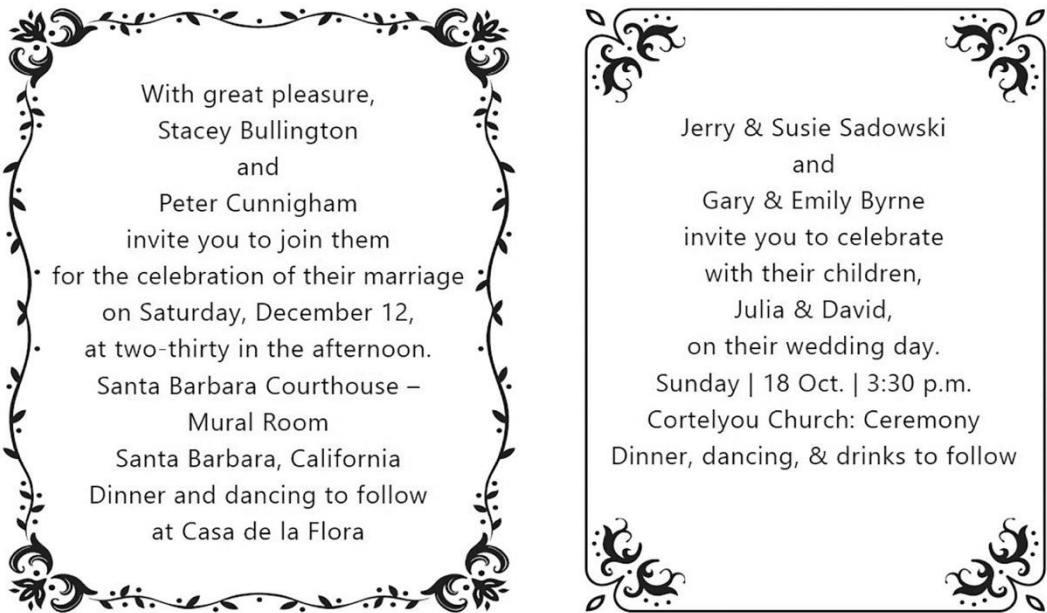 With great pleasure,
Stacey Bullington
and
Peter Cunnigham
invite you to join them
for the celebration of their marriage
on Saturday, December 12,
at two-thirty in the afternoon.
Santa Barbara Courthouse –
Mural Room
Santa Barbara, California
Dinner and dancing to follow
at Casa de la Flora
Jerry & Susie Sadowski
and
Gary & Emily Byrne
invite you to celebrate
with their children,
Julia & David,
on their wedding day.
Sunday | 18 Oct. | 3:30 p.m.
Cortelyou Church: Ceremony
Dinner, dancing, & drinks to follow